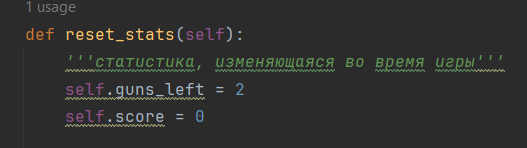 1 usage
def reset_stats(self):
'''статистика, изменяющаяся во время игры'''
self.guns_left = 2
self.score = 0